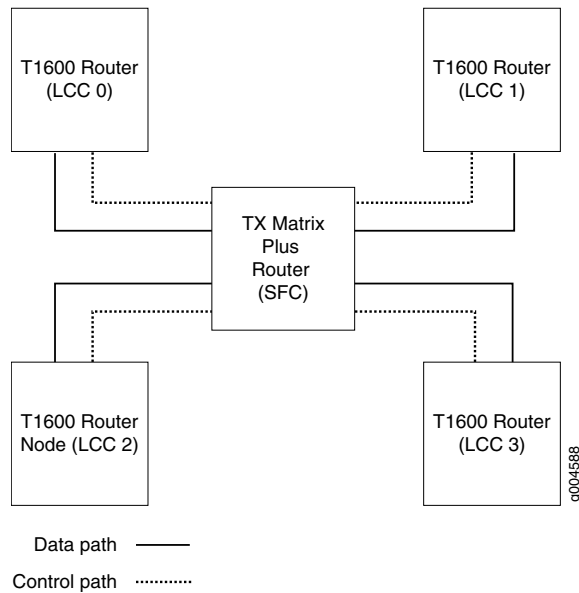 T1600 Router
(LCC 0)
T1600 Router
(LCC 1)
TX Matrix
Plus
Router
(SFC)
T1600 Router
Node (LCC 2)
T1600 Router
(LCC 3)
g004588
Data path
Control path